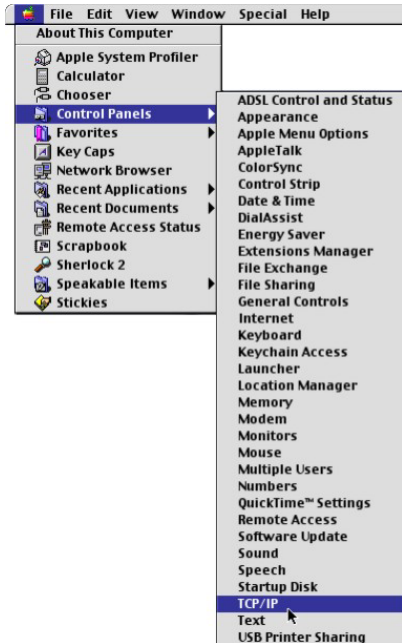 File Edit View Window Special Help
About This Computer
Apple System Profiler
Calculator
Chooser
Control Panels
Favorites
Key Caps
Network Browser
Recent Applications
Recent Documents
Remote Access Status
Scrapbook
Sherlock 2
Speakable Items
Stickies
ADSL Control and Status
Appearance
Apple Menu Options
AppleTalk
ColorSync
Control Strip
Date & Time
DialAssist
Energy Saver
Extensions Manager
File Exchange
File Sharing
General Controls
Internet
Keyboard
Keychain Access
Launcher
Location Manager
Memory
Modem
Monitors
Mouse
Multiple Users
Numbers
QuickTime™ Settings
Remote Access
Software Update
Sound
Speech
Startup Disk
TCP/IP
Text
USB Printer Sharing